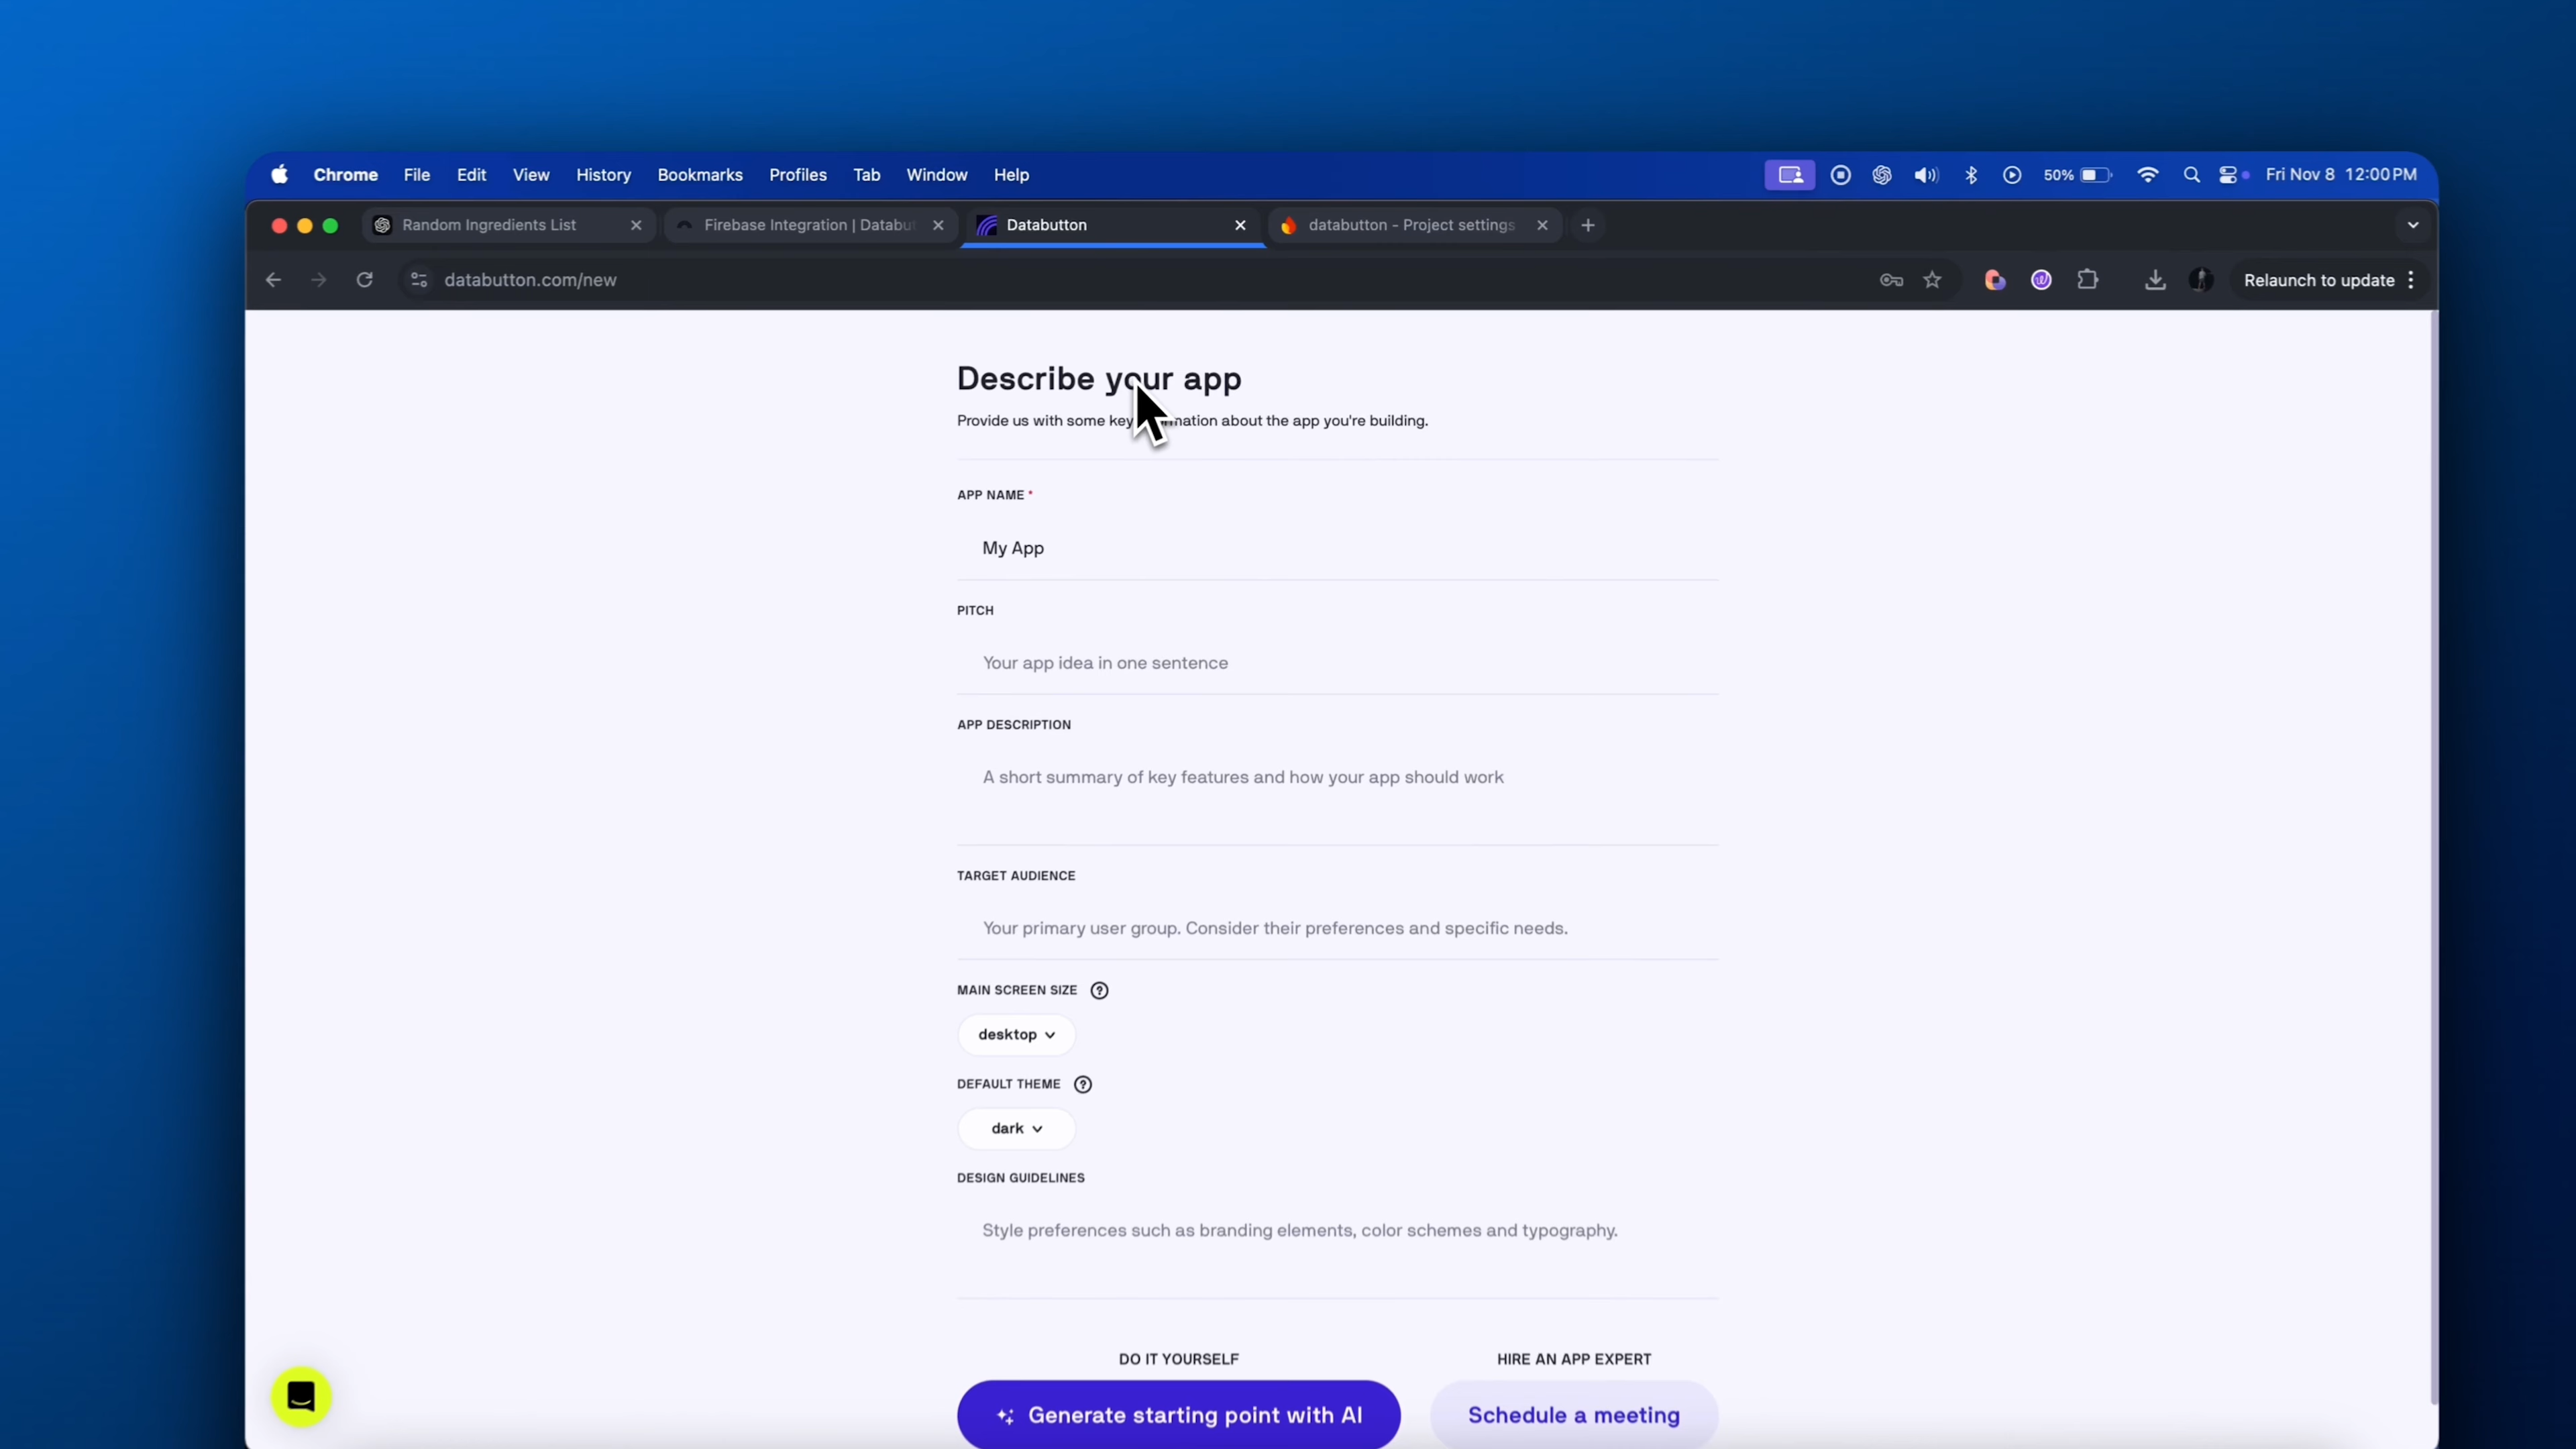 Chrome File Edit View History Bookmarks Profiles Tab Window Help 50% Fri Nov 8 12:00 PM
Random Ingredients List Firebase Integration | Databut Databutton databutton - Project settings
databutton.com/new Relaunch to update
Describe your app
Provide us with some key about the app you're building.
APP NAME *
My App
PITCH
Your app idea in one sentence
APP DESCRIPTION
A short summary of key features and how your app should work
TARGET AUDIENCE
Your primary user group. Consider their preferences and specific needs.
MAIN SCREEN SIZE ?
desktop
DEFAULT THEME ?
dark
DESIGN GUIDELINES
Style preferences such as branding elements, color schemes and typography.
DO IT YOURSELF HIRE AN APP EXPERT
Generate starting point with AI Schedule a meeting